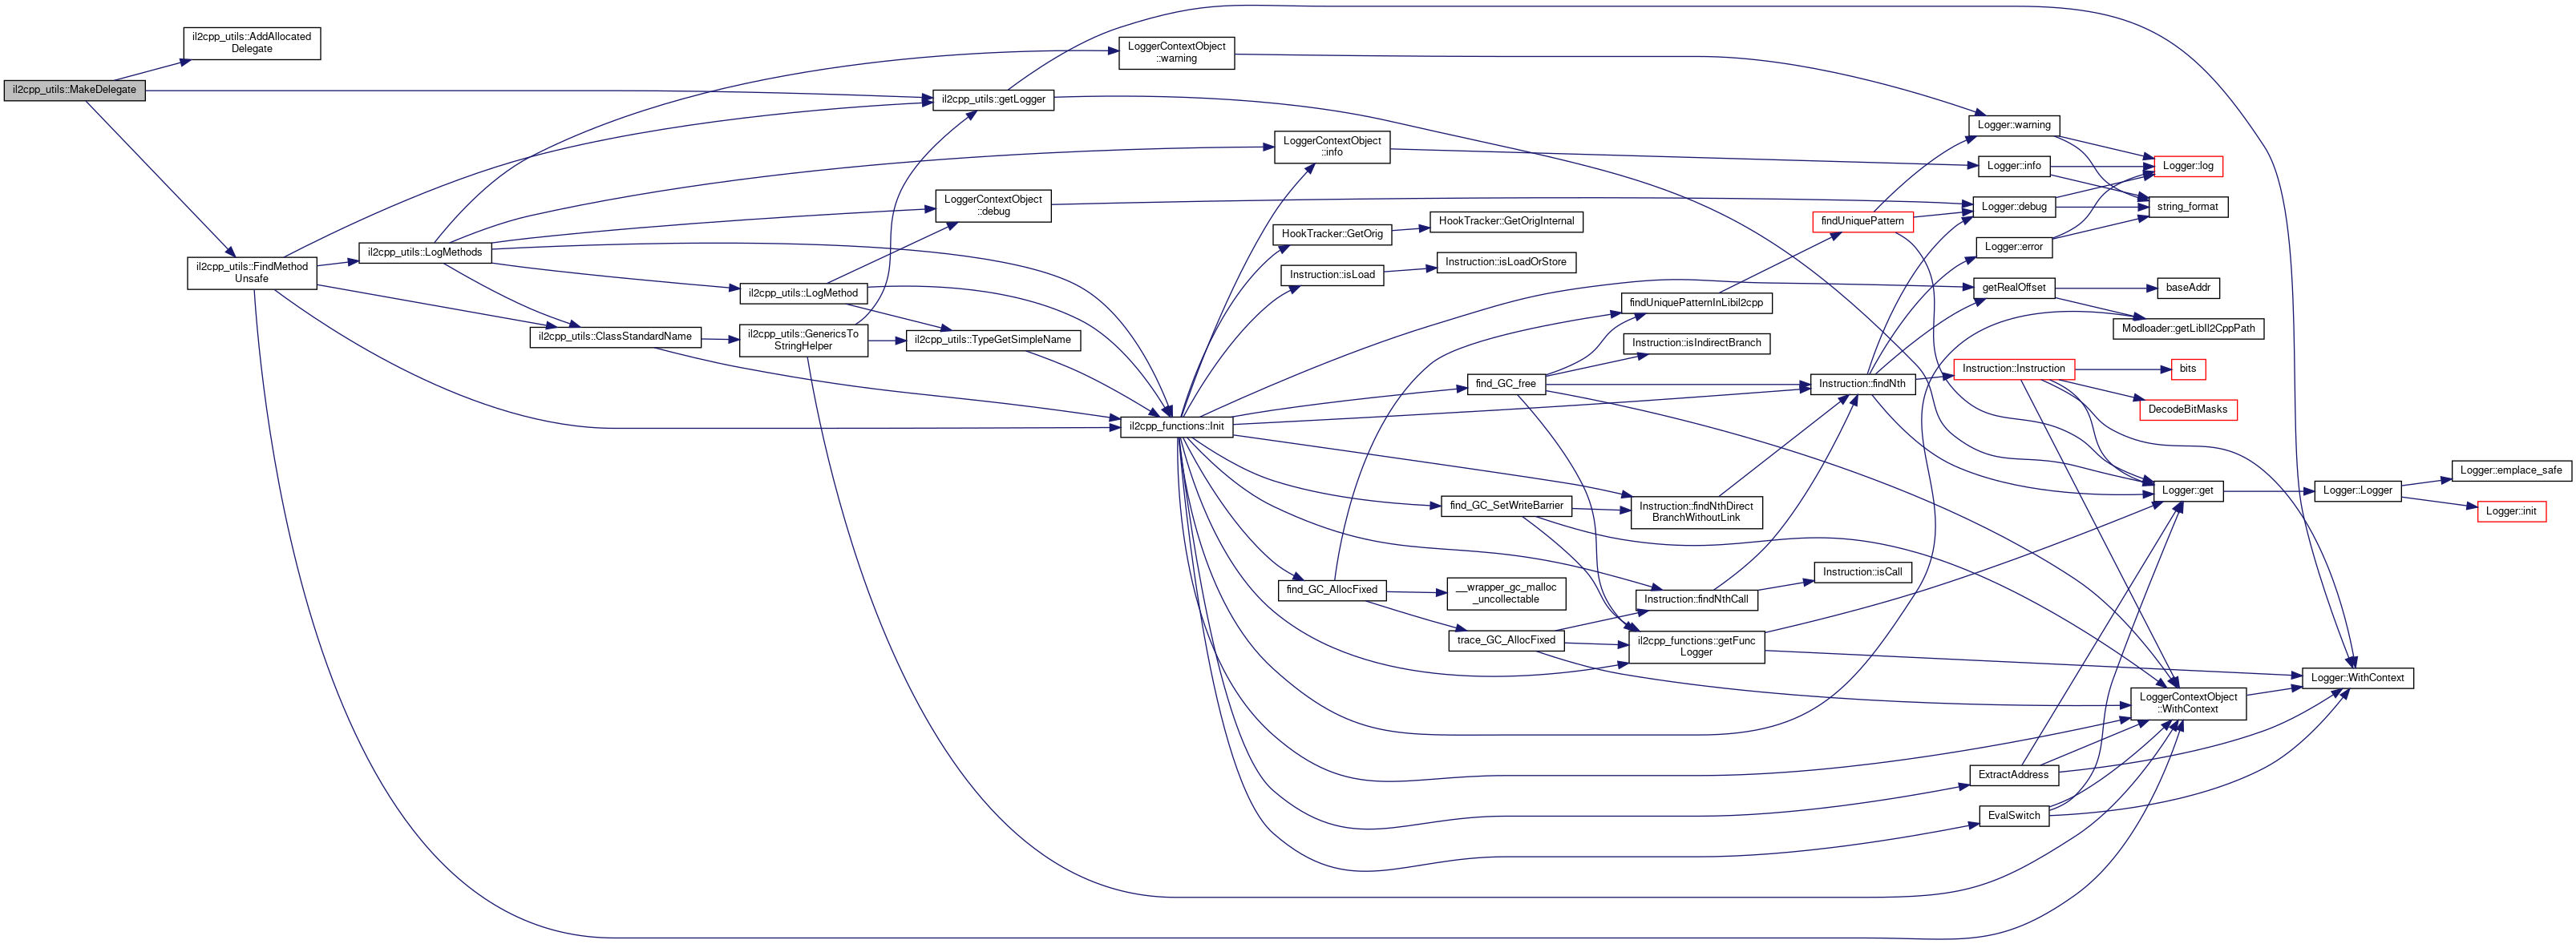 il2cpp_utils::MakeDelegate
il2cpp_utils::AddAllocated
Delegate
il2cpp_utils::FindMethod
Unsafe
il2cpp_utils::LogMethods
il2cpp_utils::ClassStandardName
il2cpp_utils::LogMethod
il2cpp_utils::GenericsTo
StringHelper
il2cpp_utils::getLogger
LoggerContextObject
::debug
il2cpp_utils::TypeGetSimpleName
LoggerContextObject
::warning
il2cpp_functions::Init
LoggerContextObject
::info
HookTracker::GetOrig
Instruction::isLoad
find_GC_AllocFixed
HookTracker::GetOrigInternal
Instruction::isLoadOrStore
find_GC_free
find_GC_SetWriteBarrier
__wrapper_gc_malloc
_uncollectable
trace_GC_AllocFixed
findUniquePatternInLibil2cpp
Instruction::isIndirectBranch
Instruction::findNthDirect
BranchWithoutLink
Instruction::findNthCall
il2cpp_functions::getFunc
Logger
findUniquePattern
Instruction::findNth
Instruction::isCall
Logger::warning
Logger::info
Logger::debug
Logger::error
getRealOffset
Instruction::Instruction
ExtractAddress
EvalSwitch
Logger::log
string_format
baseAddr
Modloader::getLibIl2CppPath
bits
DecodeBitMasks
Logger::get
LoggerContextObject
::WithContext
Logger::Logger
Logger::WithContext
Logger::emplace_safe
Logger::init